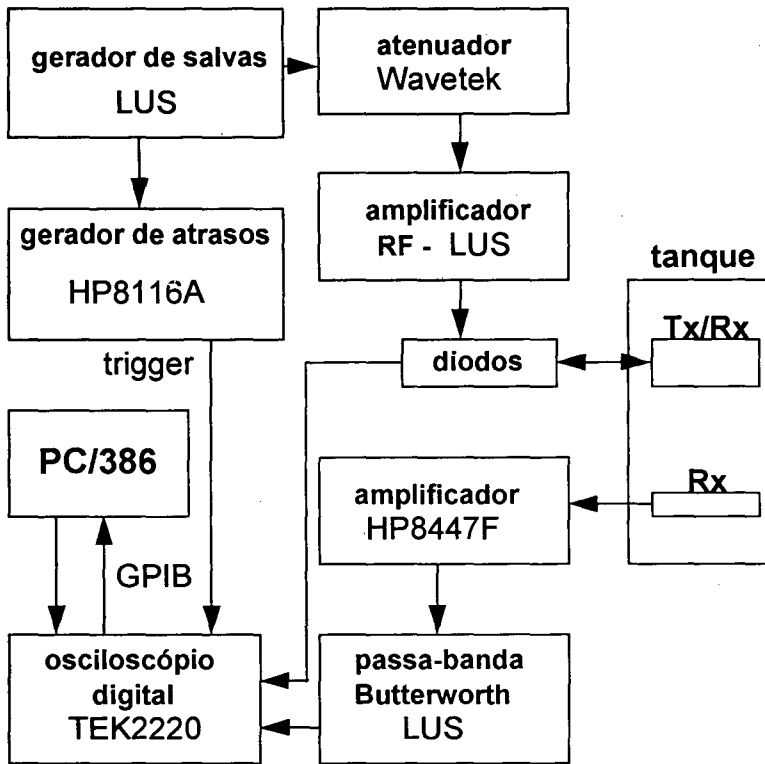 gerador de salvas
LUS
atenuador
Wavetek
gerador de atrasos
HP8116A
amplificador
RF - LUS
tanque
Tx/Rx
trigger
díodos
PC/386
Rx
amplificador
HP8447F
GPIB
osciloscópio
digital
TEK2220
passa-banda
Butterworth
LUS